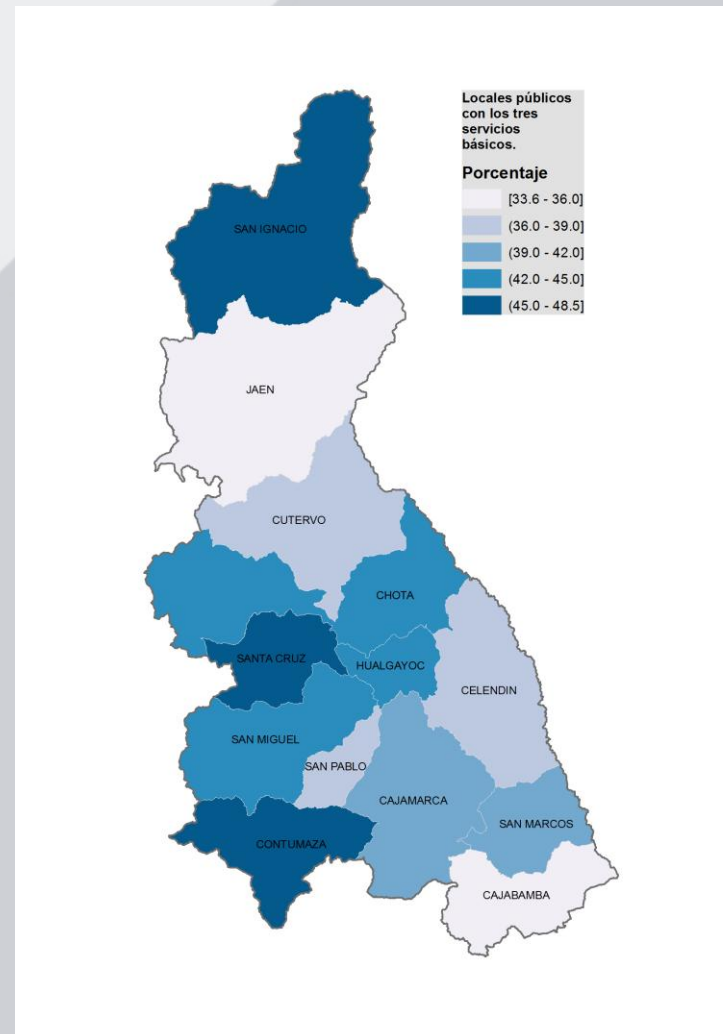 Locales públicos
con los tres
servicios
básicos.
Porcentaje
[33.6 - 36.0]
(36.0 - 39.0]
(39.0 - 42.0]
(42.0 - 45.0]
(45.0 - 48.5]
SAN IGNACIO
JAEN
CUTERVO
CHOTA
SANTA CRUZ
HUALGAYOC
CELENDIN
SAN MIGUEL
SAN PABLO
CAJAMARCA
SAN MARCOS
CONTUMAZA
CAJABAMBA